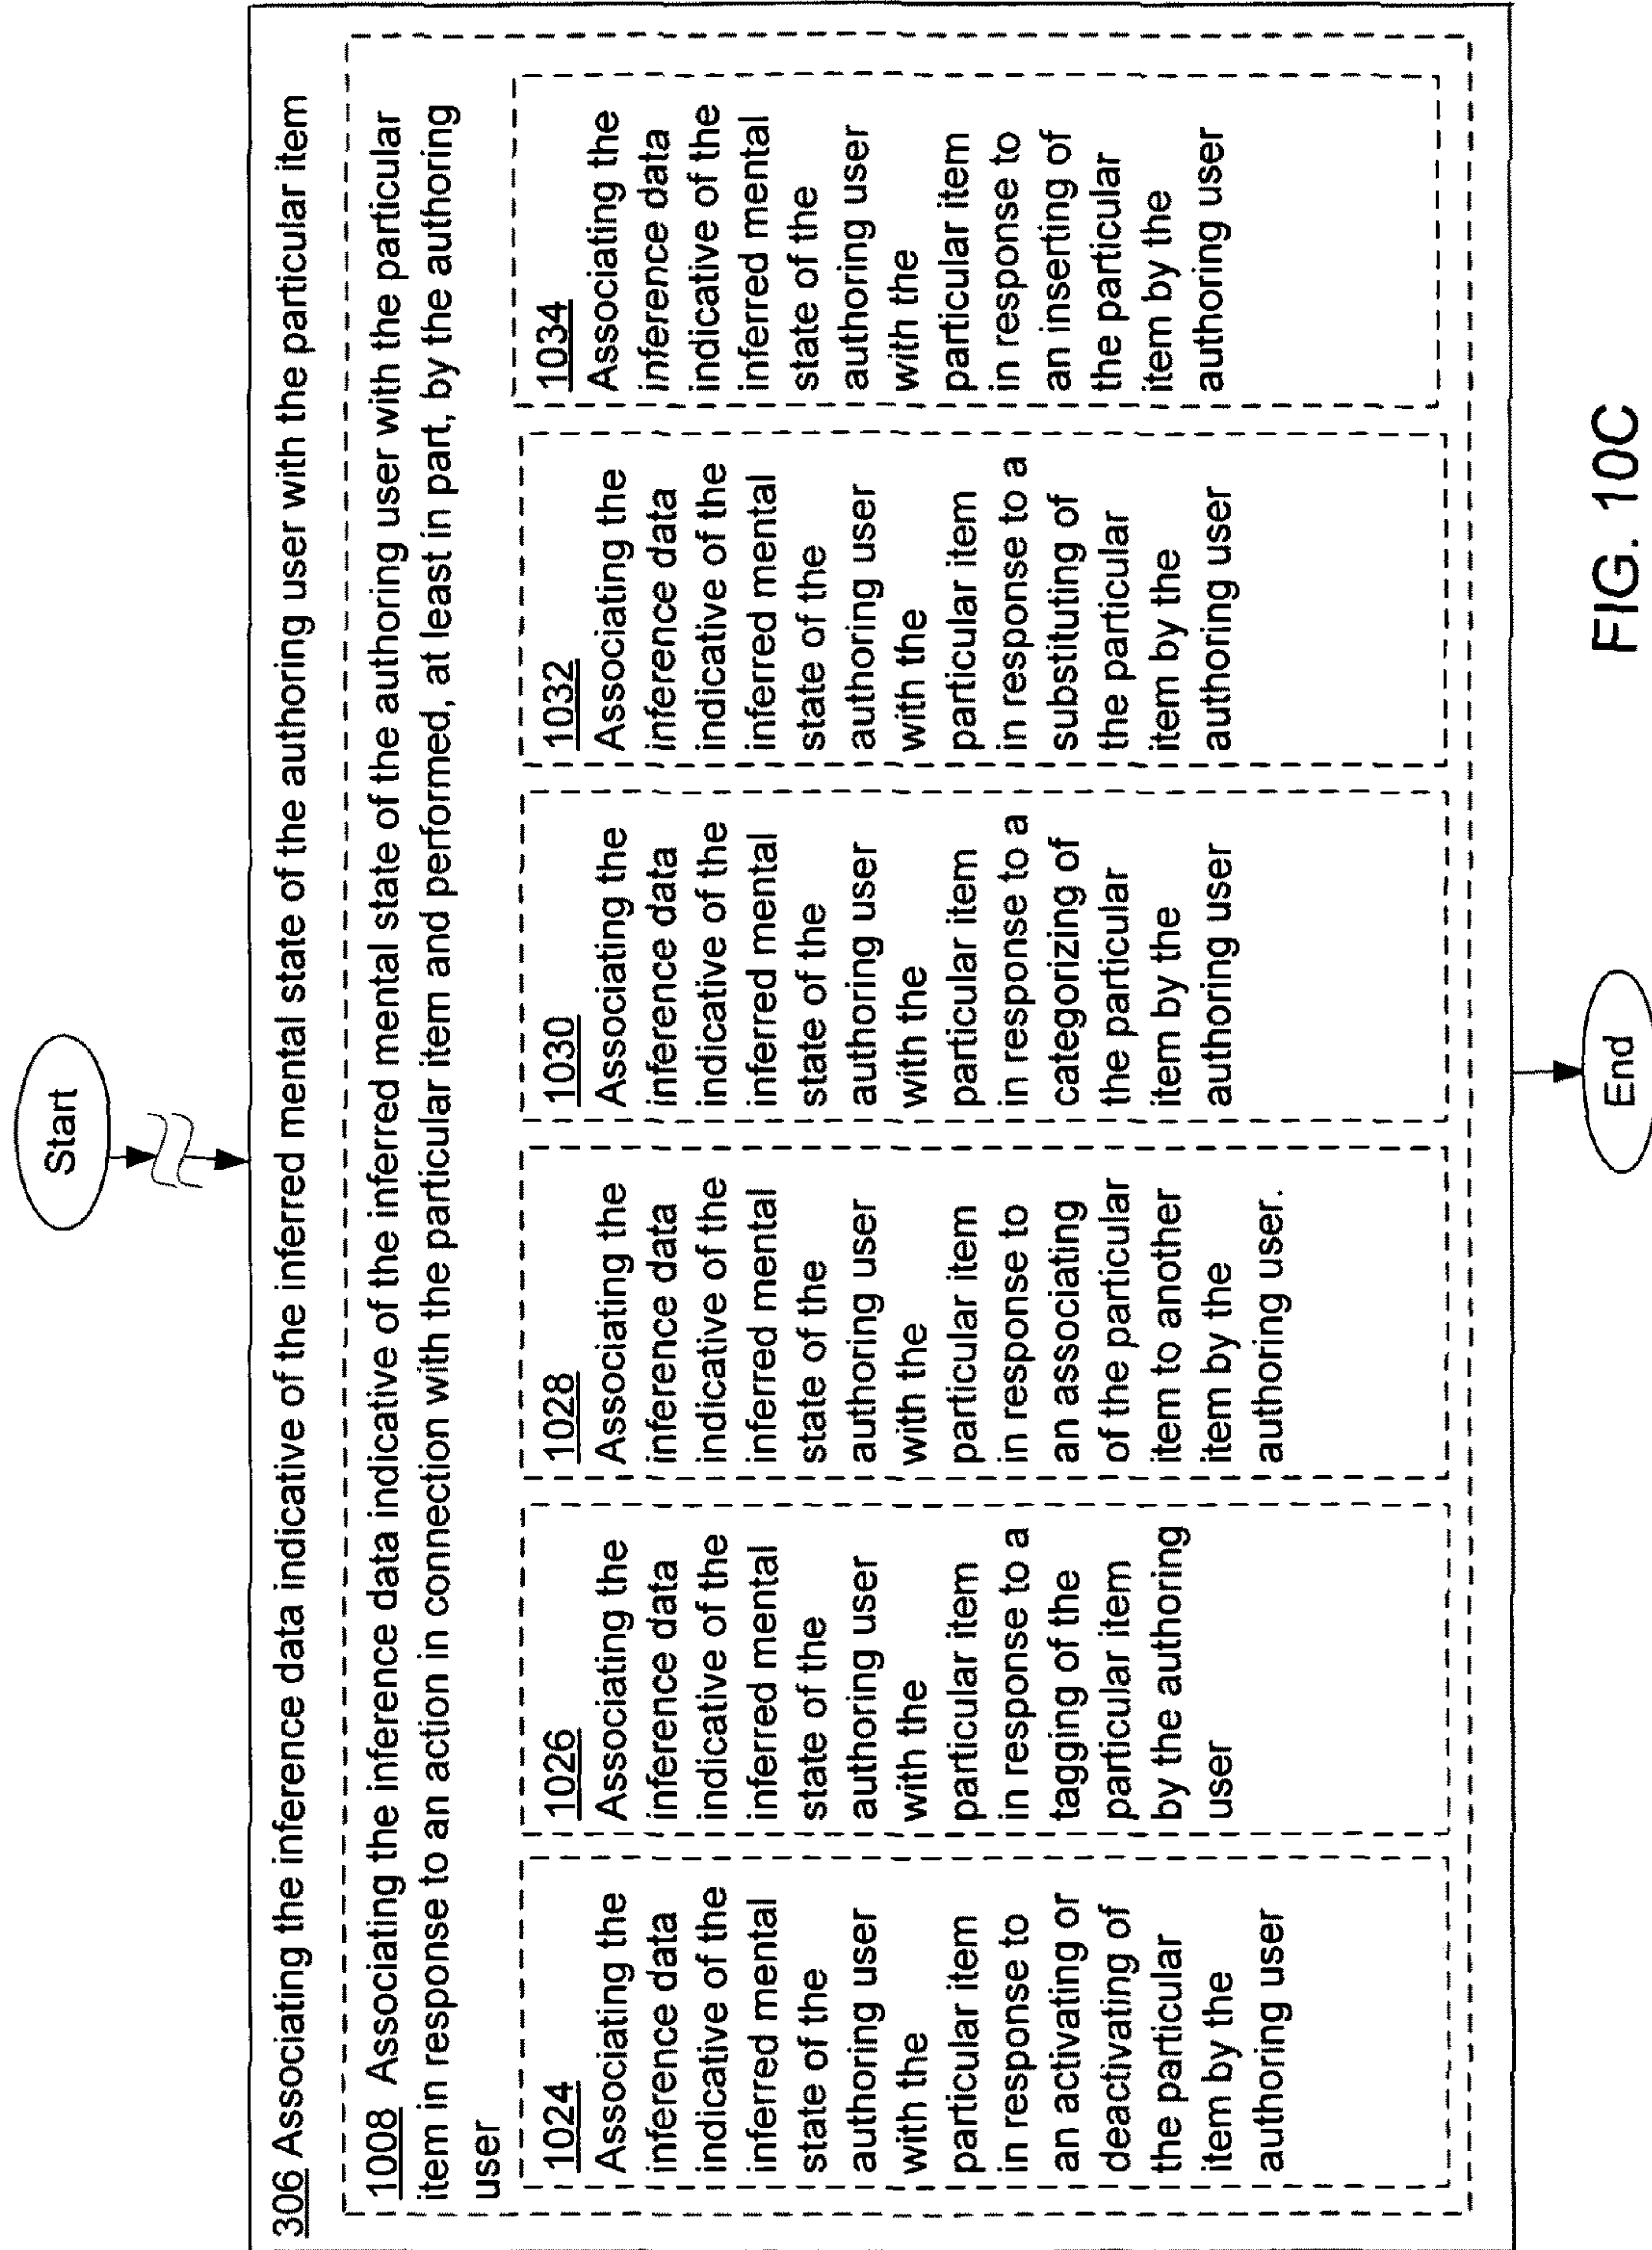 Start
306 Associating the inference data indicative of the inferred mental state of the authoring user with the particular item
1008 Associating the inference data indicative of the inferred mental state of the authoring user with the particular
item in response to an action in connection with the particular item and performed, at least in part, by the authoring
user
1024
Associating the
inference data
indicative of the
inferred mental
state of the
authoring user
with the
particular item
in response to
an activating or
deactivating of
the particular
item by the
authoring user
1026
Associating the
inference data
indicative of the
inferred mental
state of the
authoring user
with the
particular item
in response to a
tagging of the
particular item
by the authoring
user
1028
Associating the
inference data
indicative of the
inferred mental
state of the
authoring user
with the
particular item
in response to
an associating
of the particular
item to another
item by the
authoring user.
1030
Associating the
inference data
indicative of the
inferred mental
state of the
authoring user
with the
particular item
in response to a
categorizing of
the particular
item by the
authoring user
1032
Associating the
inference data
indicative of the
inferred mental
state of the
authoring user
with the
particular item
in response to a
substituting of
the particular
item by the
authoring user
1034
Associating the
inference data
indicative of the
inferred mental
state of the
authoring user
with the
particular item
in response to
an inserting of
the particular
item by the
authoring user
End
FIG. 10C